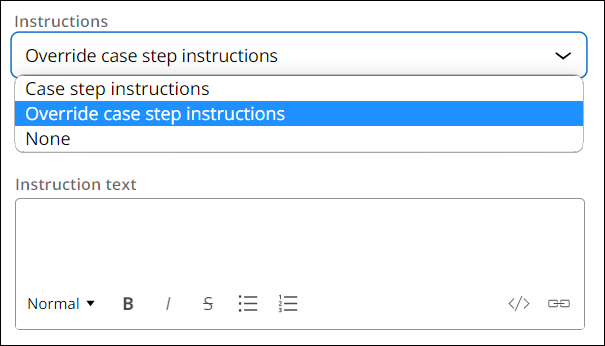 Instructions
Override case step instructions
Case step instructions
Override case step instructions
None
Instruction text
Normal B I S </>